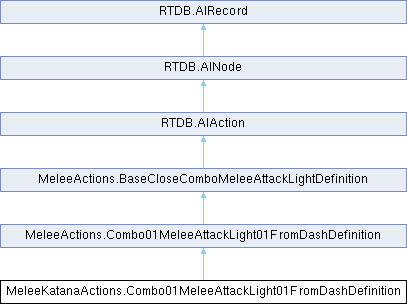 RTDB.AIRecord
RTDB.AINode
RTDB.AIAction
MeleeActions.BaseCloseComboMeleeAttackLightDefinition
MeleeActions.Combo01MeleeAttackLight01FromDashDefinition
MeleeKatanaActions.Combo01MeleeAttackLight01FromDashDefinition